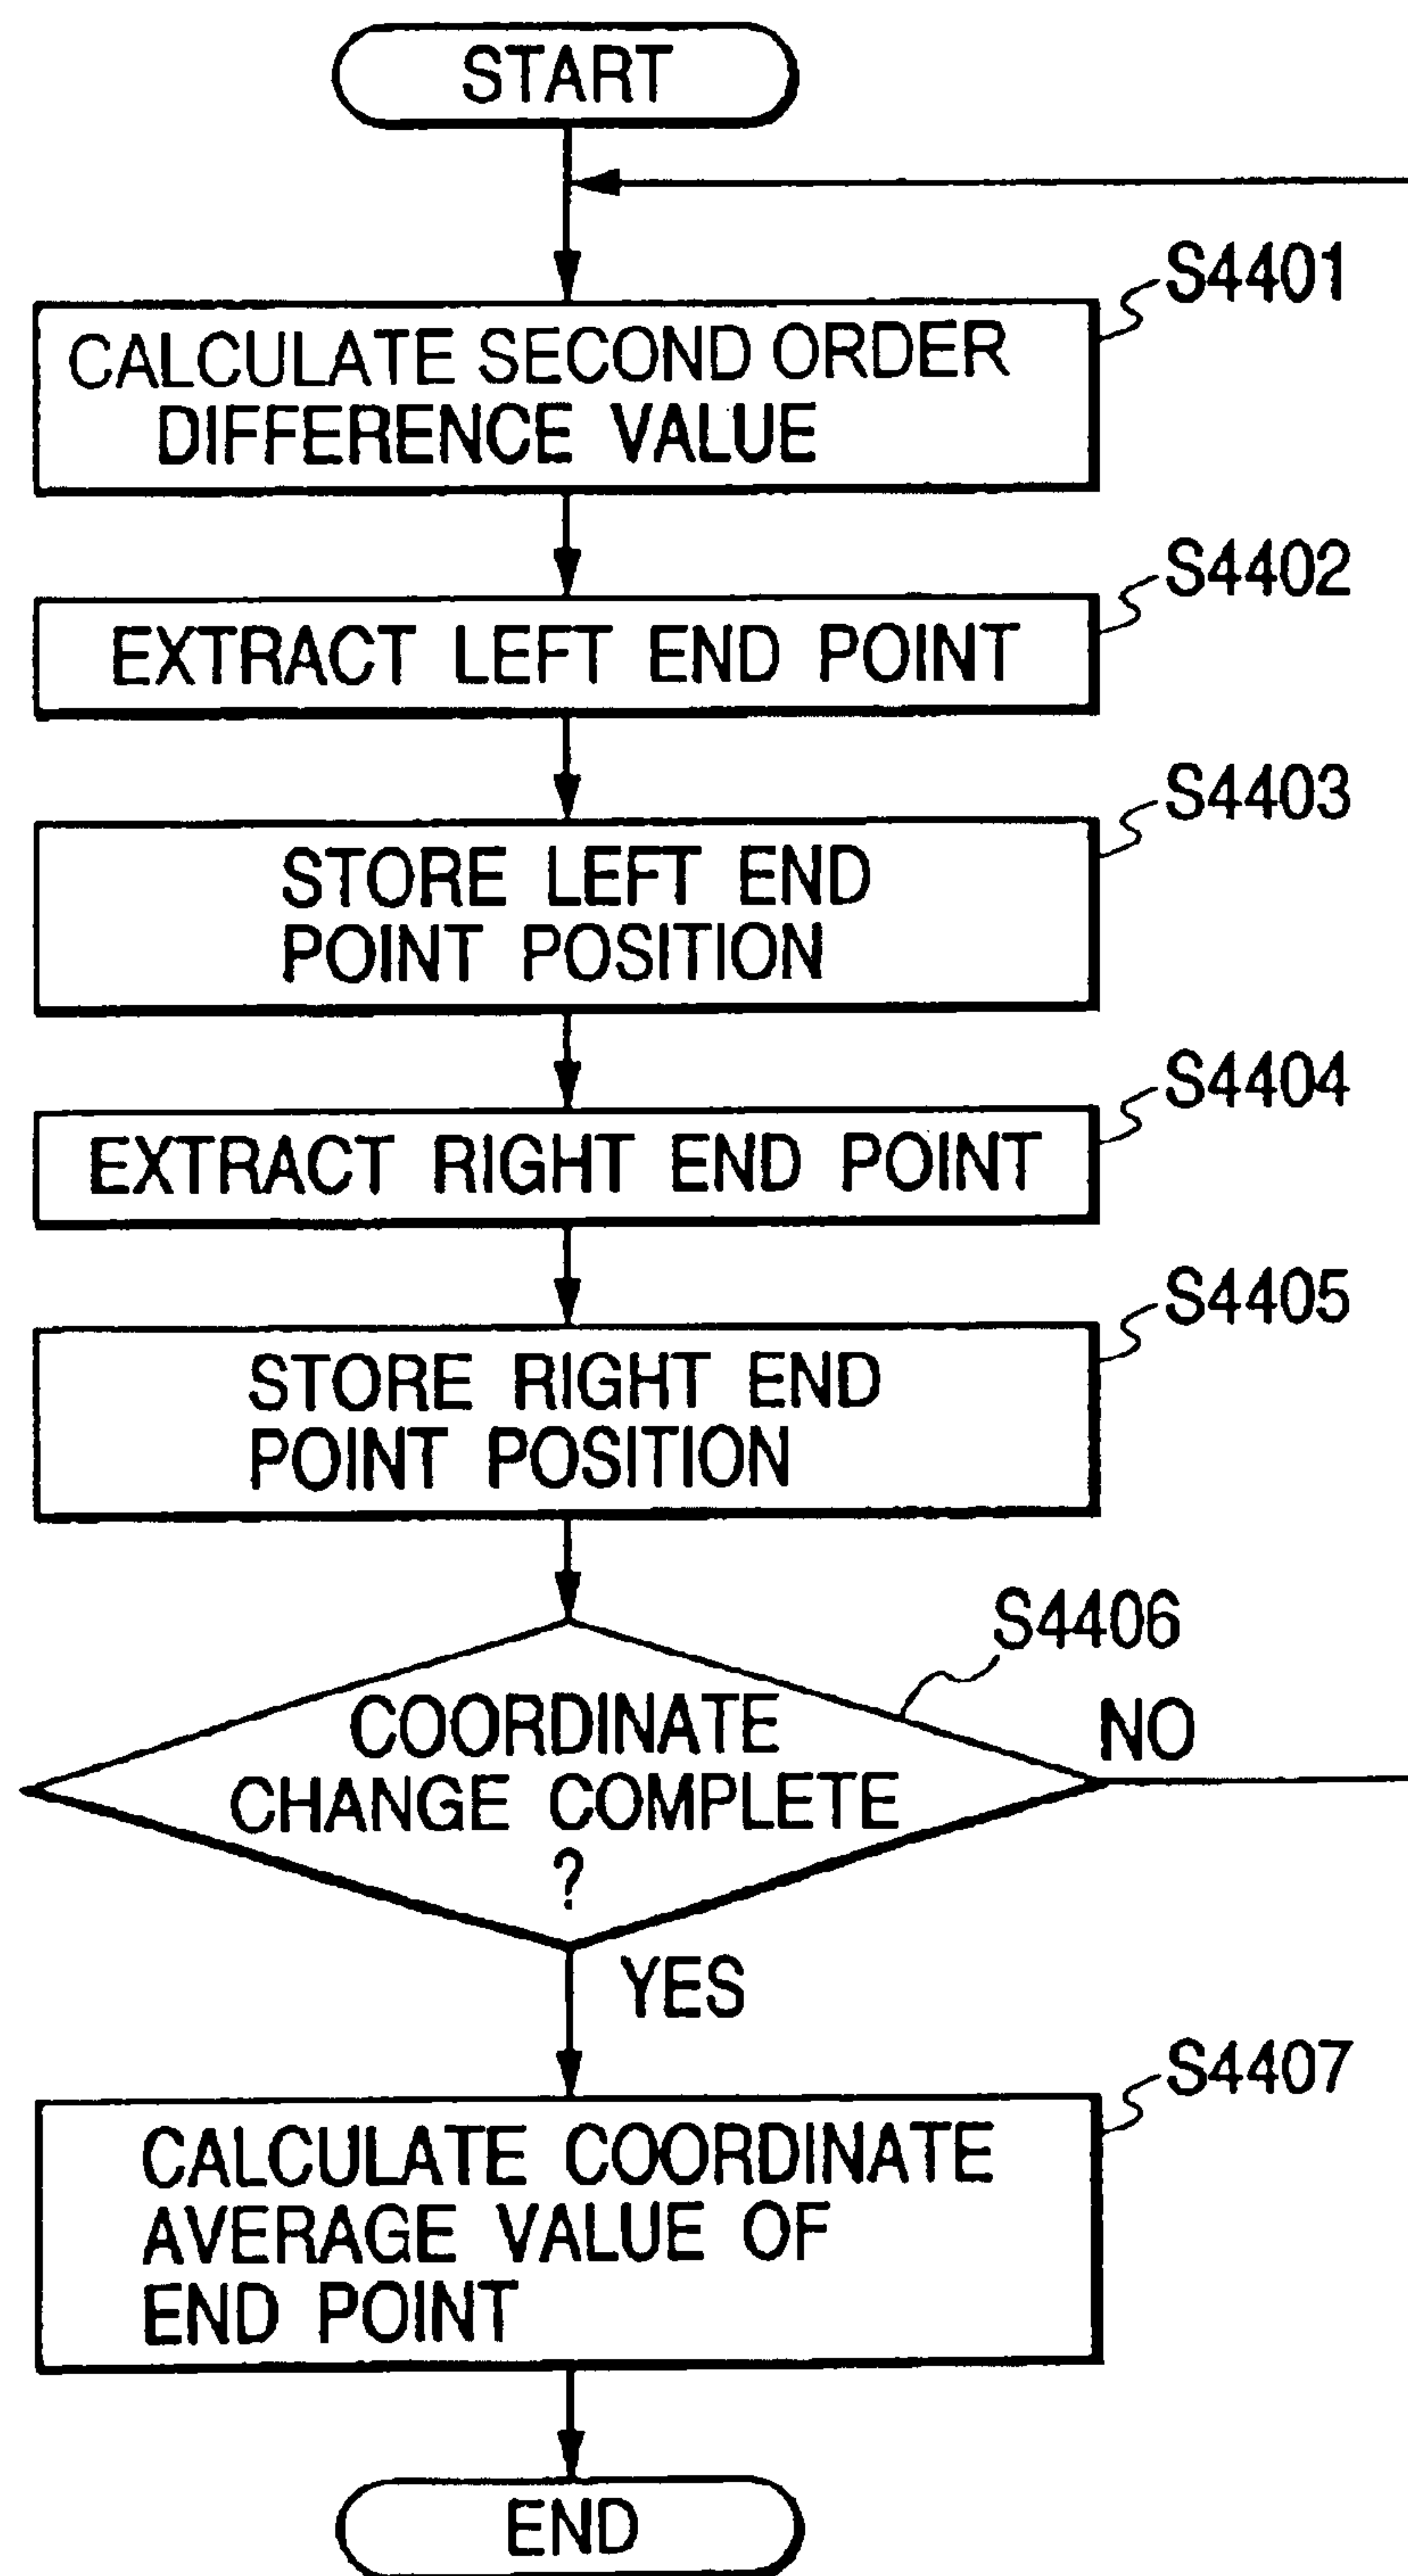 START
S4401
CALCULATE SECOND ORDER
DIFFERENCE VALUE
S4402
EXTRACT LEFT END POINT
S4403
STORE LEFT END
POINT POSITION
S4404
EXTRACT RIGHT END POINT
S4405
STORE RIGHT END
POINT POSITION
S4406
COORDINATE
CHANGE COMPLETE
?
NO
YES
S4407
CALCULATE COORDINATE
AVERAGE VALUE OF
END POINT
END